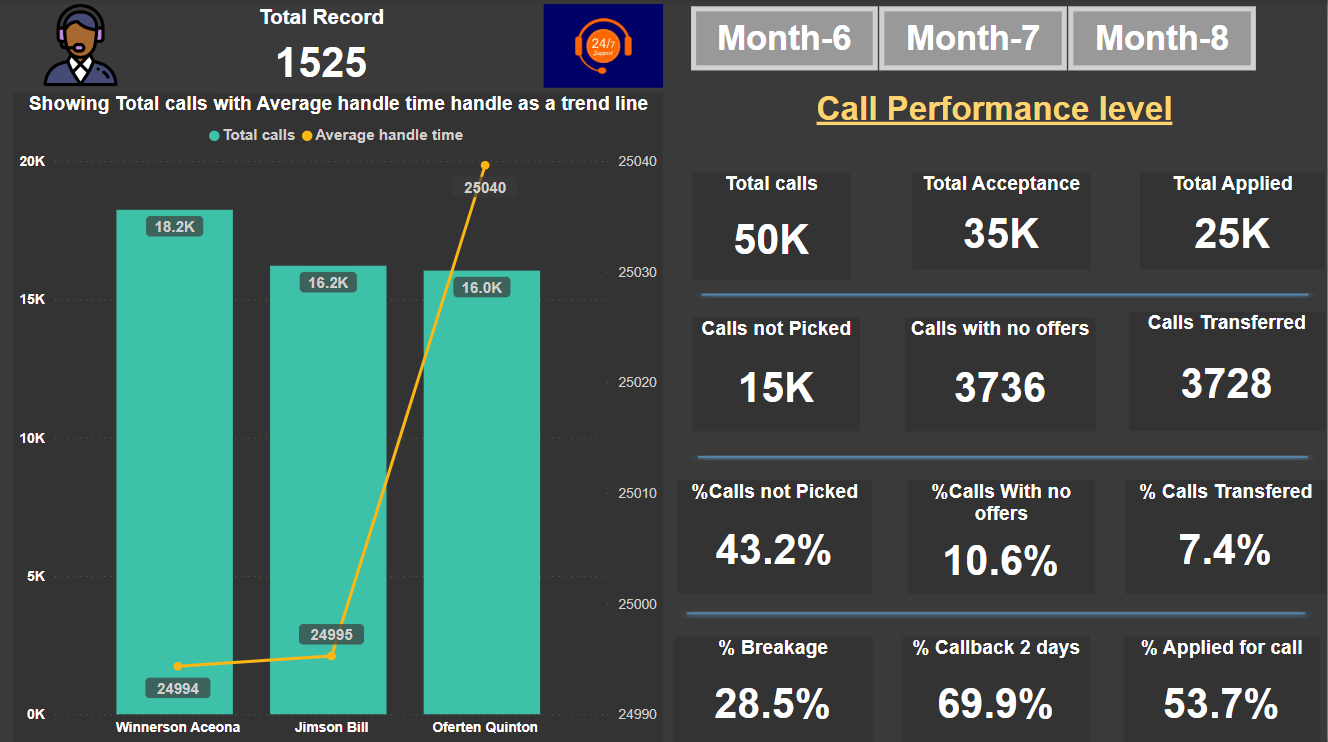 Total Record
1525
24/7
Support
Month-6
Month-7
Month-8
Showing Total calls with Average handle time handle as a trend line
Total calls
Average handle time
20K
15K
10K
5K
0K
18.2K
16.2K
16.0K
24994
24995
25040
25040
25030
25020
25010
25000
24990
Winnerson Aceona
Jimson Bill
Oferten Quinton
Call Performance level
Total calls
50K
Total Acceptance
35K
Total Applied
25K
Calls not Picked
15K
Calls with no offers
3736
Calls Transferred
3728
%Calls not Picked
43.2%
%Calls With no
offers
10.6%
% Calls Transfered
7.4%
% Breakage
28.5%
% Callback 2 days
69.9%
% Applied for call
53.7%